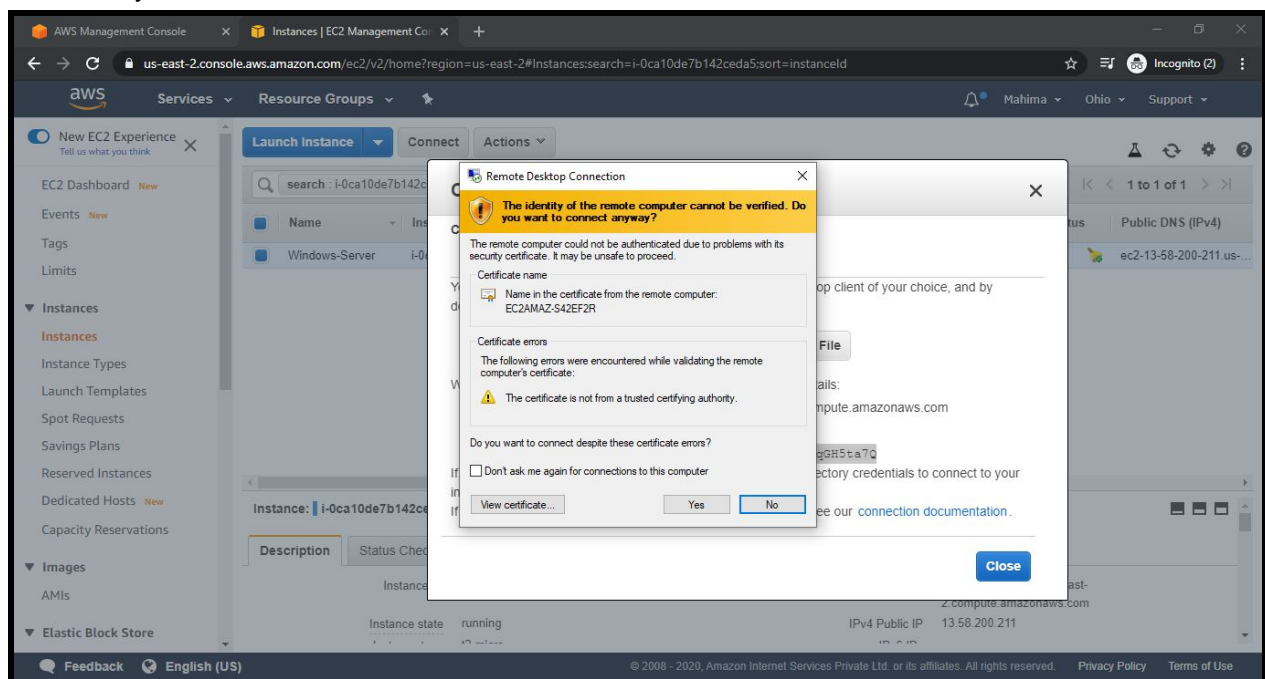 AWS Management Console
Instances | EC2 Management Con
us-east-2.console.aws.amazon.com/ec2/v2/home?region=us-east-2#Instances:search=i-0ca10de7b142ceda5;sort=instanceId
Incognito (2)
aws
Services
Resource Groups
Mahima
Ohio
Support
New EC2 Experience
Tell us what you think
Launch Instance
Connect
Actions
EC2 Dashboard New
Events New
Tags
Limits
Instances
Instances
Instance Types
Launch Templates
Spot Requests
Savings Plans
Reserved Instances
Dedicated Hosts New
Capacity Reservations
Images
AMIs
Elastic Block Store
search : i-0ca10de7b142c
1 to 1 of 1
Name
Ins
tus
Public DNS (IPv4)
Windows-Server
ec2-13-58-200-211.us-...
Remote Desktop Connection
The identity of the remote computer cannot be verified. Do
you want to connect anyway?
The remote computer could not be authenticated due to problems with its
security certificate. It may be unsafe to proceed.
Certificate name
Name in the certificate from the remote computer:
EC2AMAZ-S42EF2R
Certificate errors
The following errors were encountered while validating the remote
computer's certificate:
The certificate is not from a trusted certifying authority.
Do you want to connect despite these certificate errors?
Don't ask me again for connections to this computer
View certificate...
Yes
No
op client of your choice, and by
File
ails:
mpute.amazonaws.com
qGH5ta7Q
ectory credentials to connect to your
ee our connection documentation.
Close
Instance: i-0ca10de7b142ce
Description
Status Chec
Instance
ast-
2.compute.amazonaws.com
Instance state
running
IPv4 Public IP
13.58.200.211
Feedback
English (US)
© 2008 - 2020, Amazon Internet Services Private Ltd. or its affiliates. All rights reserved.
Privacy Policy
Terms of Use